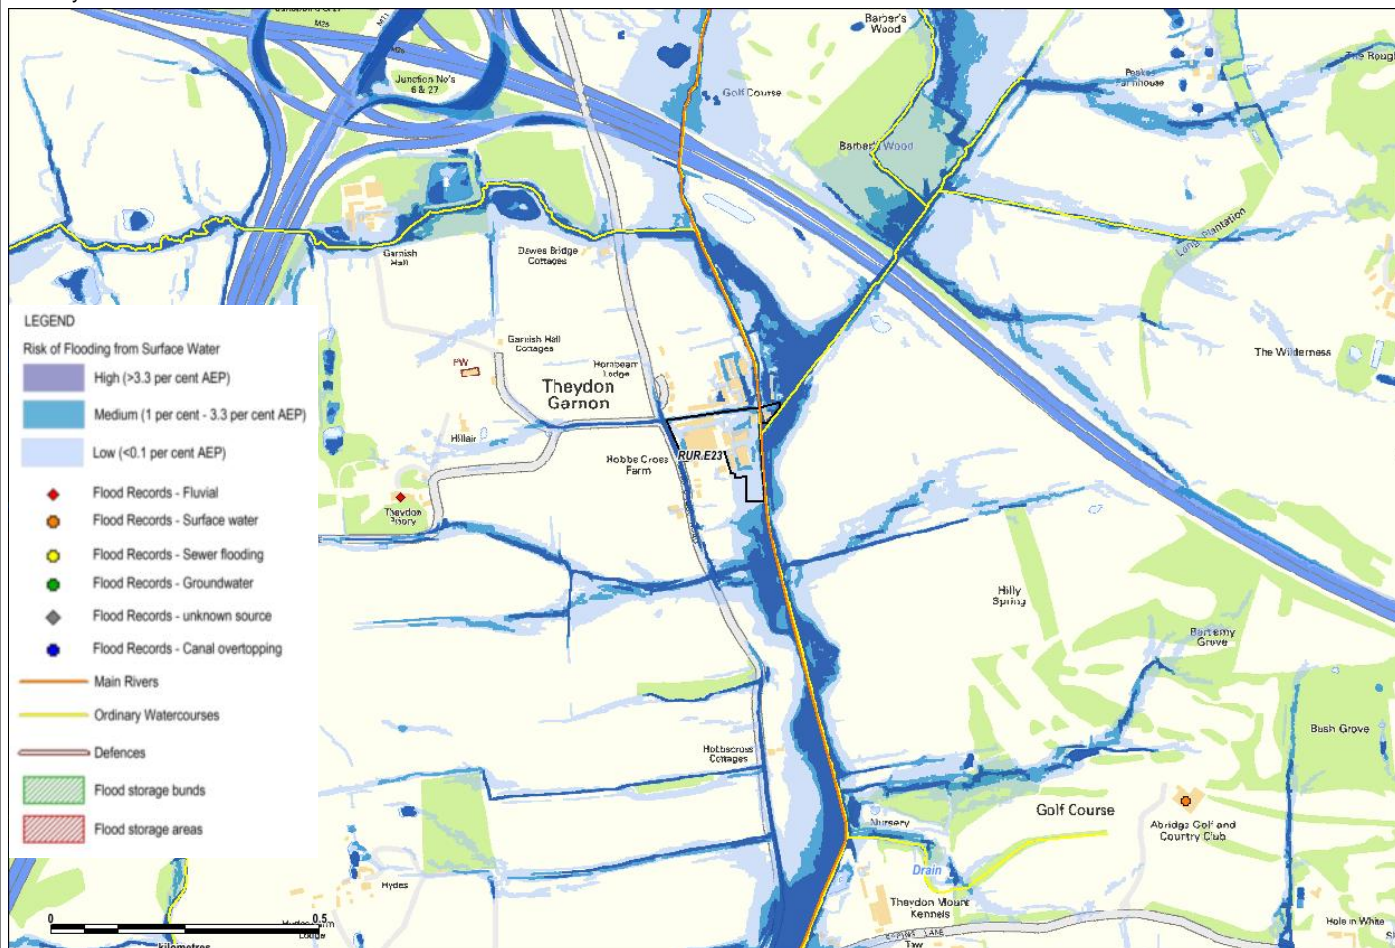 M25
M11
Junction No's
6 & 27
Golf Course
Barber's
Wood
Barber's Wood
Long Plantation
The Wilderness
Garnish
Hall
Dawes Bridge
Cottages
Garnish Hall
Cottages
PW
Hornbeam
Lodge
Theydon
Garnon
Hillair
Hobbs Cross
Farm
RUR.E23
Theydon
Priory
LEGEND
Risk of Flooding from Surface Water
High (>3.3 per cent AEP)
Medium (1 per cent - 3.3 per cent AEP)
Low (<0.1 per cent AEP)
Flood Records - Fluvial
Flood Records - Surface water
Flood Records - Sewer flooding
Flood Records - Groundwater
Flood Records - unknown source
Flood Records - Canal overtopping
Main Rivers
Ordinary Watercourses
Defences
Flood storage bunds
Flood storage areas
Hilly
Spring
Barlemy
Grove
Bush Grove
Hobbscross
Cottages
Golf Course
Abridge Golf and
Country Club
Nursery
Drain
Theydon Mount
Kennels
Hydes
Lodge
Hole in White
0
0.5
kilometres